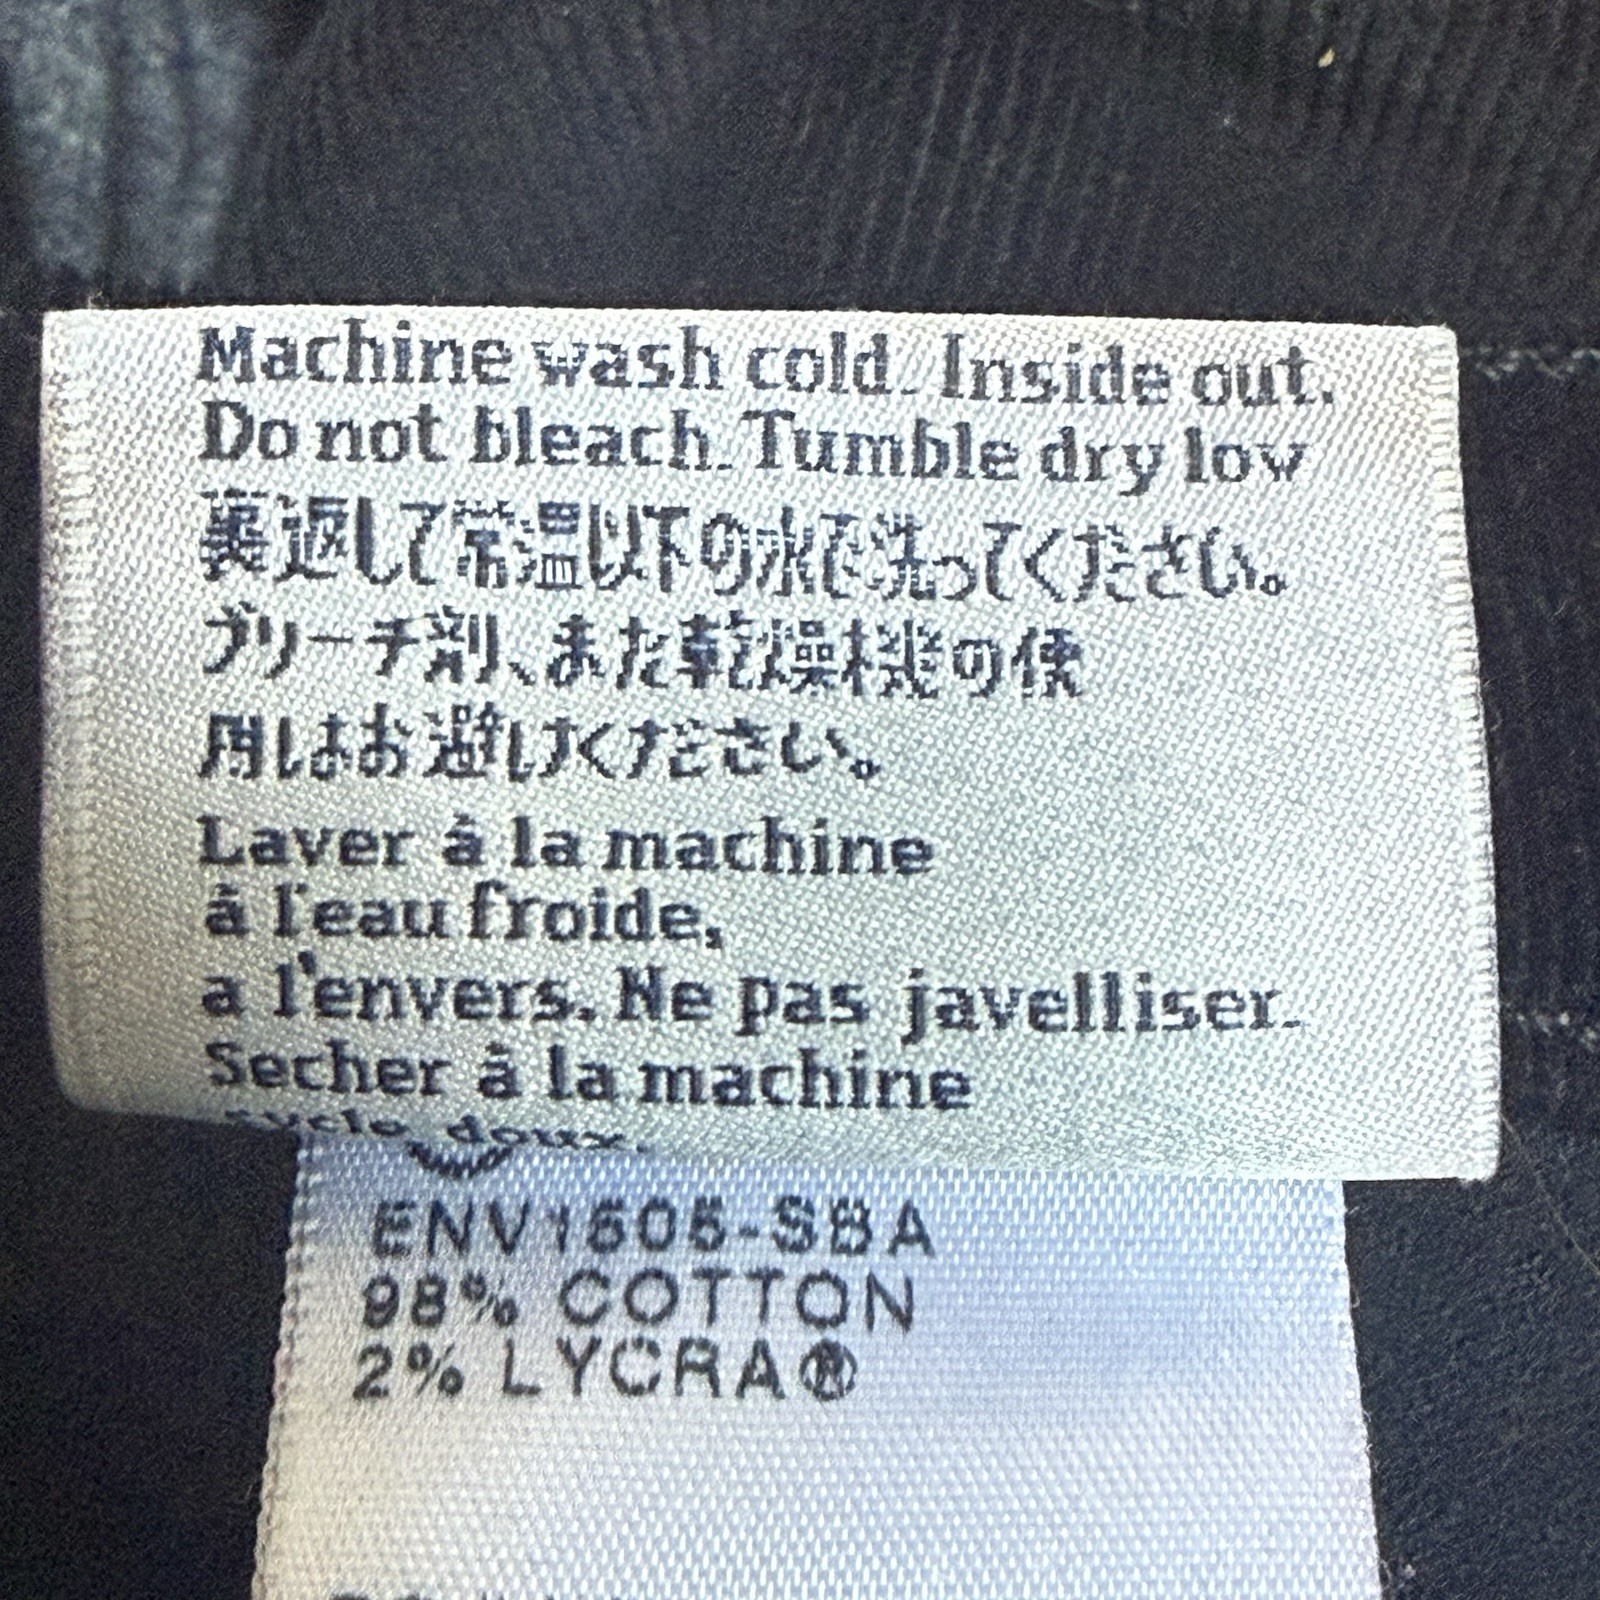 Machine wash cold. Inside out.
Do not bleach. Tumble dry low
裏返して常温以下の水で洗ってください。
ブリーチ剤、また乾燥機の使
用はお避けください。
Laver à la machine
à l'eau froide,
a l'envers. Ne pas javelliser.
Secher à la machine
cycle doux.
ENV1605-SBA
98% COTTON
2% LYCRA®